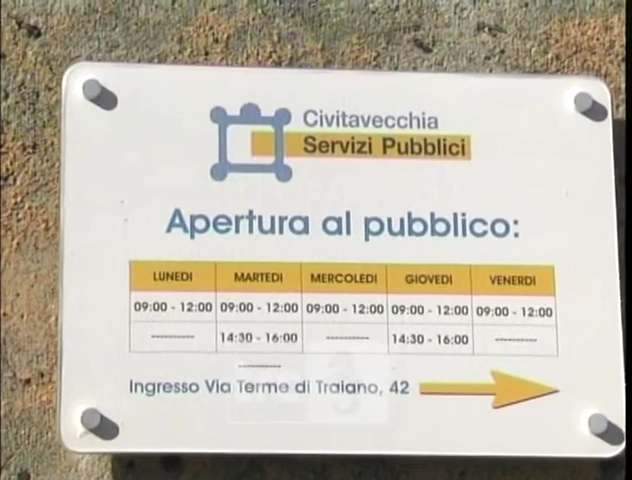 Civitavecchia
Servizi Pubblici
Apertura al pubblico:
LUNEDI MARTEDI MERCOLEDI GIOVEDI VENERDI
09:00 - 12:00 09:00 - 12:00 09:00 - 12:00 09:00 - 12:00 09:00 - 12:00
---------- 14:30 - 16:00 ---------- 14:30 - 16:00 ----------
----------
Ingresso Via Terme di Traiano, 42